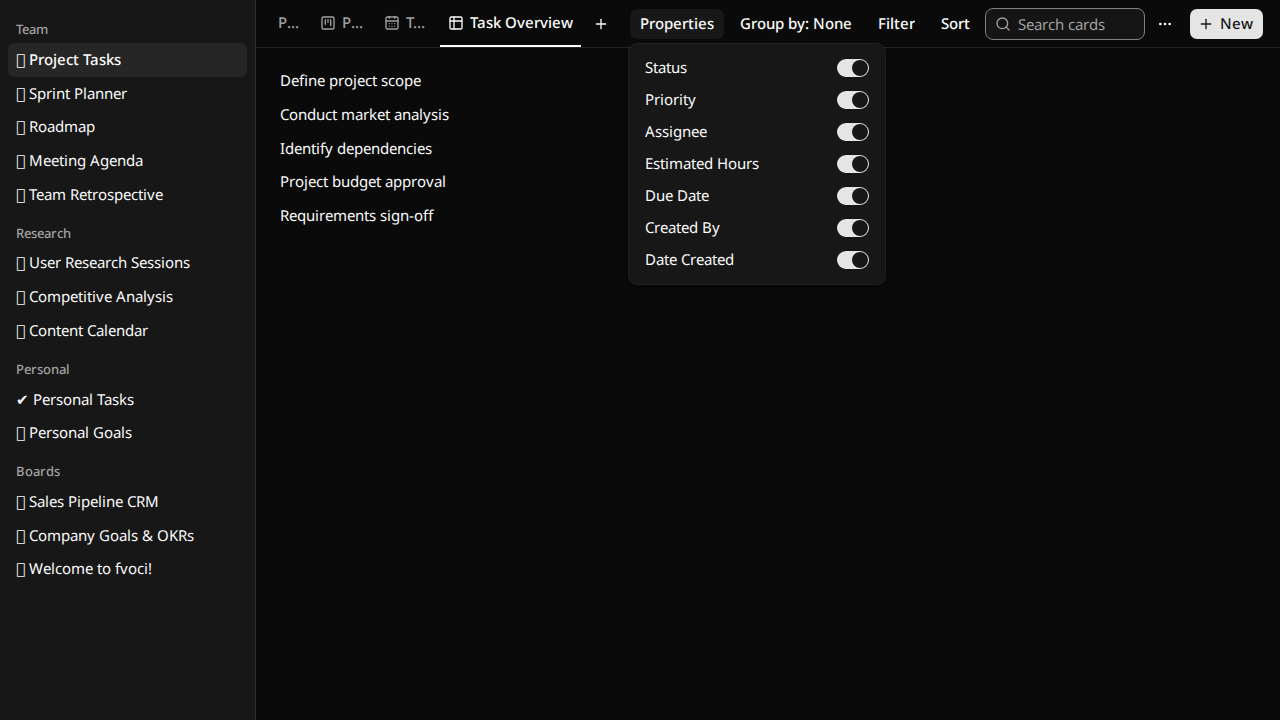 Team
Project Tasks
Sprint Planner
Roadmap
Meeting Agenda
Team Retrospective
Research
User Research Sessions
Competitive Analysis
Content Calendar
Personal
✔ Personal Tasks
Personal Goals
Boards
Sales Pipeline CRM
Company Goals & OKRs
Welcome to fvoci!
P... P... T... Task Overview Properties Group by: None Filter Sort Search cards New
Define project scope
Conduct market analysis
Identify dependencies
Project budget approval
Requirements sign-off
Status
Priority
Assignee
Estimated Hours
Due Date
Created By
Date Created